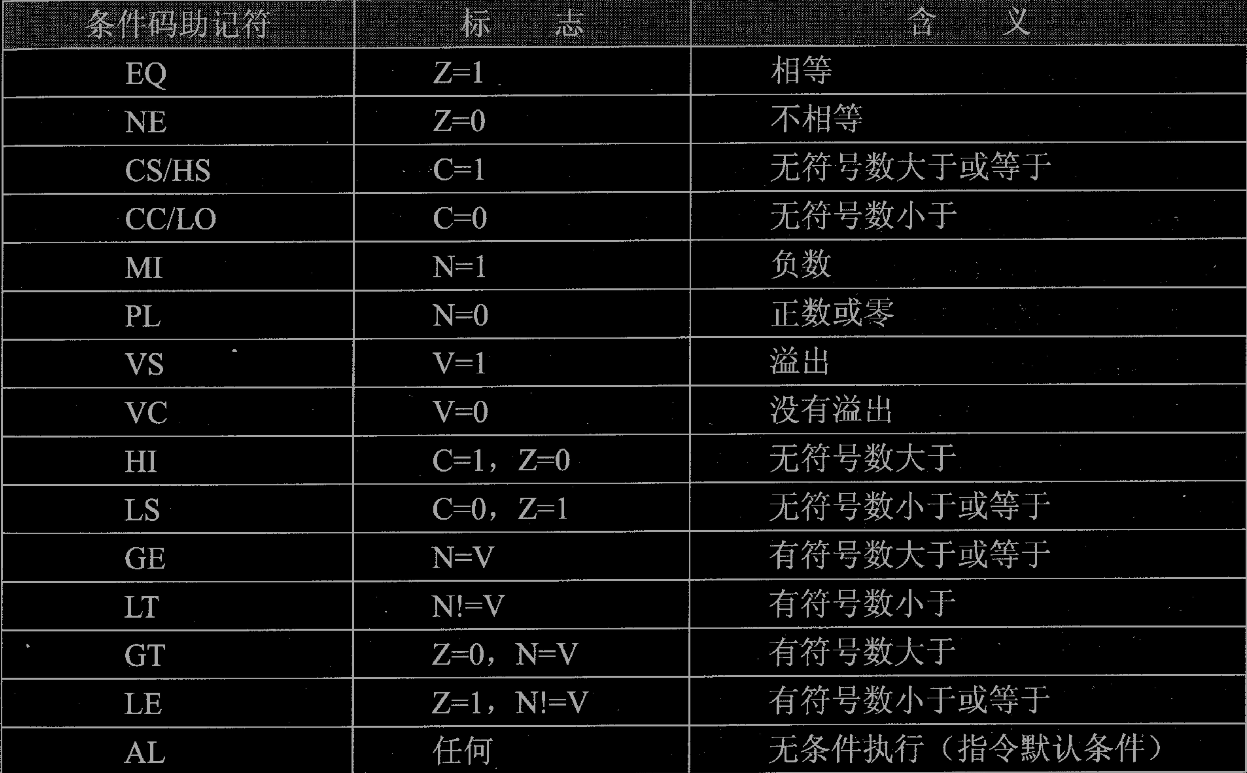 条件码助记符 标 志 含 义
EQ Z=1 相等
NE Z=0 不相等
CS/HS C=1 无符号数大于或等于
CC/LO C=0 无符号数小于
MI N=1 负数
PL N=0 正数或零
VS V=1 溢出
VC V=0 没有溢出
HI C=1，Z=0 无符号数大于
LS C=0，Z=1 无符号数小于或等于
GE N=V 有符号数大于或等于
LT N!=V 有符号数小于
GT Z=0，N=V 有符号数大于
LE Z=1，N!=V 有符号数小于或等于
AL 任何 无条件执行（指令默认条件）